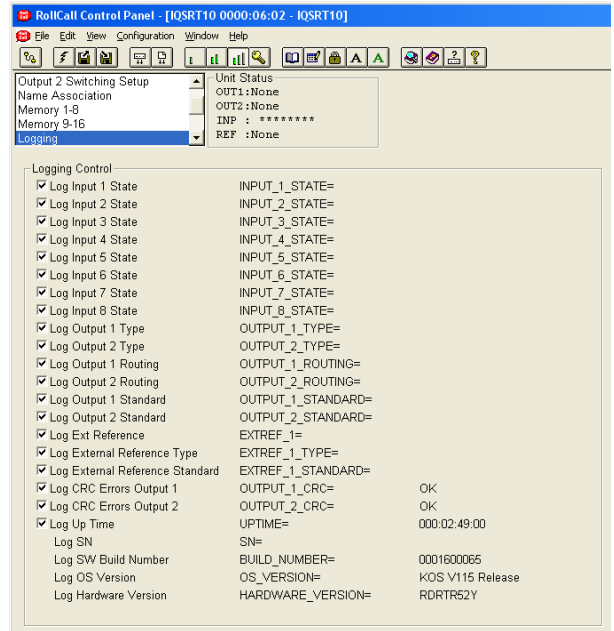 RollCall Control Panel - [IQSRT10 0000:06:02 - IQSRT10]
File Edit View Configuration Window Help
Output 2 Switching Setup
Name Association
Memory 1-8
Memory 9-16
Logging
Unit Status
OUT1:None
OUT2:None
INP : ********
REF :None
Logging Control
Log Input 1 State INPUT_1_STATE=
Log Input 2 State INPUT_2_STATE=
Log Input 3 State INPUT_3_STATE=
Log Input 4 State INPUT_4_STATE=
Log Input 5 State INPUT_5_STATE=
Log Input 6 State INPUT_6_STATE=
Log Input 7 State INPUT_7_STATE=
Log Input 8 State INPUT_8_STATE=
Log Output 1 Type OUTPUT_1_TYPE=
Log Output 2 Type OUTPUT_2_TYPE=
Log Output 1 Routing OUTPUT_1_ROUTING=
Log Output 2 Routing OUTPUT_2_ROUTING=
Log Output 1 Standard OUTPUT_1_STANDARD=
Log Output 2 Standard OUTPUT_2_STANDARD=
Log Ext Reference EXTREF_1=
Log External Reference Type EXTREF_1_TYPE=
Log External Reference Standard EXTREF_1_STANDARD=
Log CRC Errors Output 1 OUTPUT_1_CRC= OK
Log CRC Errors Output 2 OUTPUT_2_CRC= OK
Log Up Time UPTIME= 000:02:49:00
Log SN SN=
Log SW Build Number BUILD_NUMBER= 0001600065
Log OS Version OS_VERSION= KOS V115 Release
Log Hardware Version HARDWARE_VERSION= RDRTR52Y